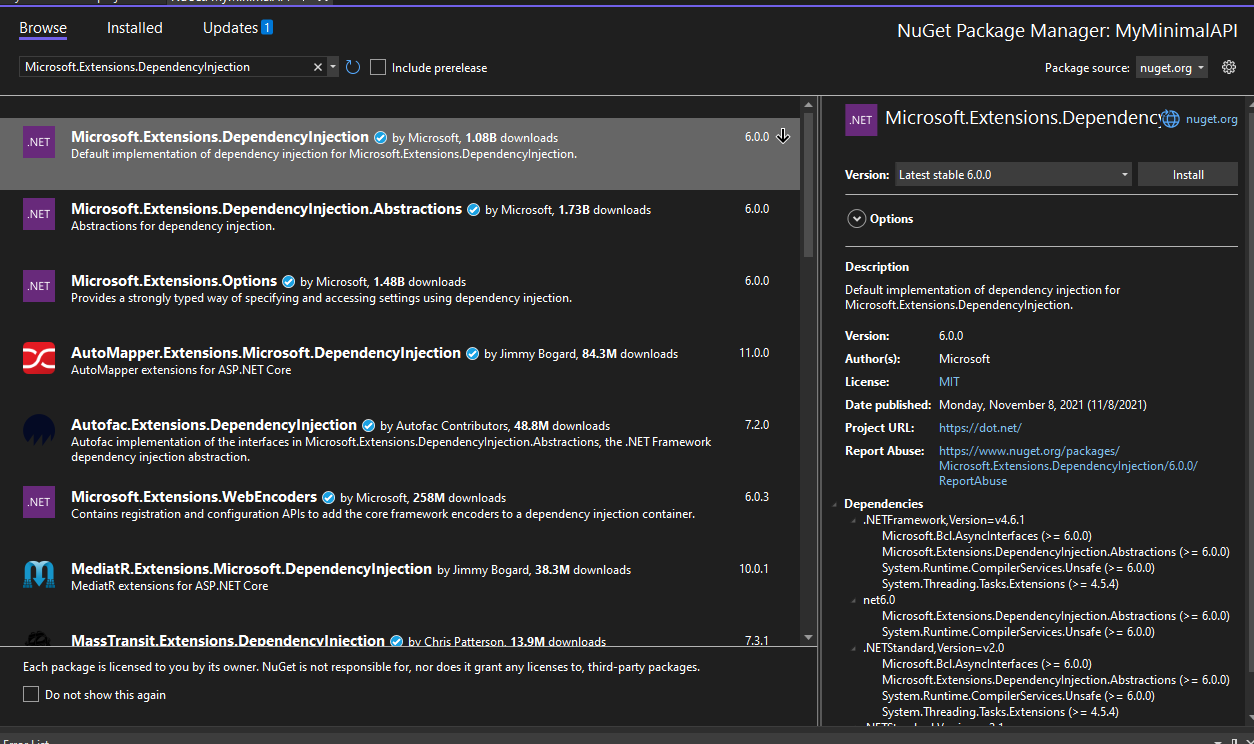 Browse Installed Updates 1
NuGet Package Manager: MyMinimalAPI
Microsoft.Extensions.DependencyInjection
Include prerelease
Package source: nuget.org
.NET Microsoft.Extensions.DependencyInjection by Microsoft, 1.08B downloads 6.0.0
Default implementation of dependency injection for Microsoft.Extensions.DependencyInjection.
.NET Microsoft.Extensions.DependencyInjection.Abstractions by Microsoft, 1.73B downloads 6.0.0
Abstractions for dependency injection.
.NET Microsoft.Extensions.Options by Microsoft, 1.48B downloads 6.0.0
Provides a strongly typed way of specifying and accessing settings using dependency injection.
AutoMapper.Extensions.Microsoft.DependencyInjection by Jimmy Bogard, 84.3M downloads 11.0.0
AutoMapper extensions for ASP.NET Core
Autofac.Extensions.DependencyInjection by Autofac Contributors, 48.8M downloads 7.2.0
Autofac implementation of the interfaces in Microsoft.Extensions.DependencyInjection.Abstractions, the .NET Framework
dependency injection abstraction.
.NET Microsoft.Extensions.WebEncoders by Microsoft, 258M downloads 6.0.3
Contains registration and configuration APIs to add the core framework encoders to a dependency injection container.
MediatR.Extensions.Microsoft.DependencyInjection by Jimmy Bogard, 38.3M downloads 10.0.1
MediatR extensions for ASP.NET Core
MassTransit.Extensions.DependencyInjection by Chris Patterson, 13.9M downloads 7.3.1
Each package is licensed to you by its owner. NuGet is not responsible for, nor does it grant any licenses to, third-party packages.
Do not show this again
.NET Microsoft.Extensions.Dependency nuget.org
Version: Latest stable 6.0.0 Install
Options
Description
Default implementation of dependency injection for
Microsoft.Extensions.DependencyInjection.
Version: 6.0.0
Author(s): Microsoft
License: MIT
Date published: Monday, November 8, 2021 (11/8/2021)
Project URL: https://dot.net/
Report Abuse: https://www.nuget.org/packages/
Microsoft.Extensions.DependencyInjection/6.0.0/
ReportAbuse
Dependencies
.NETFramework,Version=v4.6.1
Microsoft.Bcl.AsyncInterfaces (>= 6.0.0)
Microsoft.Extensions.DependencyInjection.Abstractions (>= 6.0.0)
System.Runtime.CompilerServices.Unsafe (>= 6.0.0)
System.Threading.Tasks.Extensions (>= 4.5.4)
net6.0
Microsoft.Extensions.DependencyInjection.Abstractions (>= 6.0.0)
System.Runtime.CompilerServices.Unsafe (>= 6.0.0)
.NETStandard,Version=v2.0
Microsoft.Bcl.AsyncInterfaces (>= 6.0.0)
Microsoft.Extensions.DependencyInjection.Abstractions (>= 6.0.0)
System.Runtime.CompilerServices.Unsafe (>= 6.0.0)
System.Threading.Tasks.Extensions (>= 4.5.4)
Error List